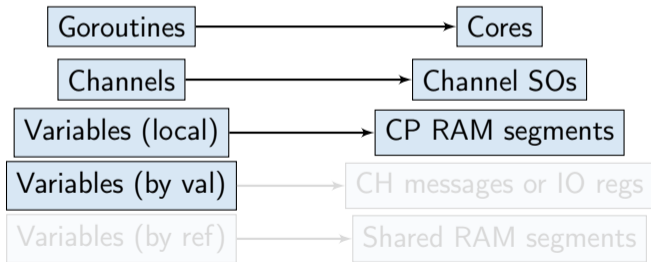 Goroutines Cores
Channels Channel SOs
Variables (local) CP RAM segments
Variables (by val) CH messages or IO regs
Variables (by ref) Shared RAM segments